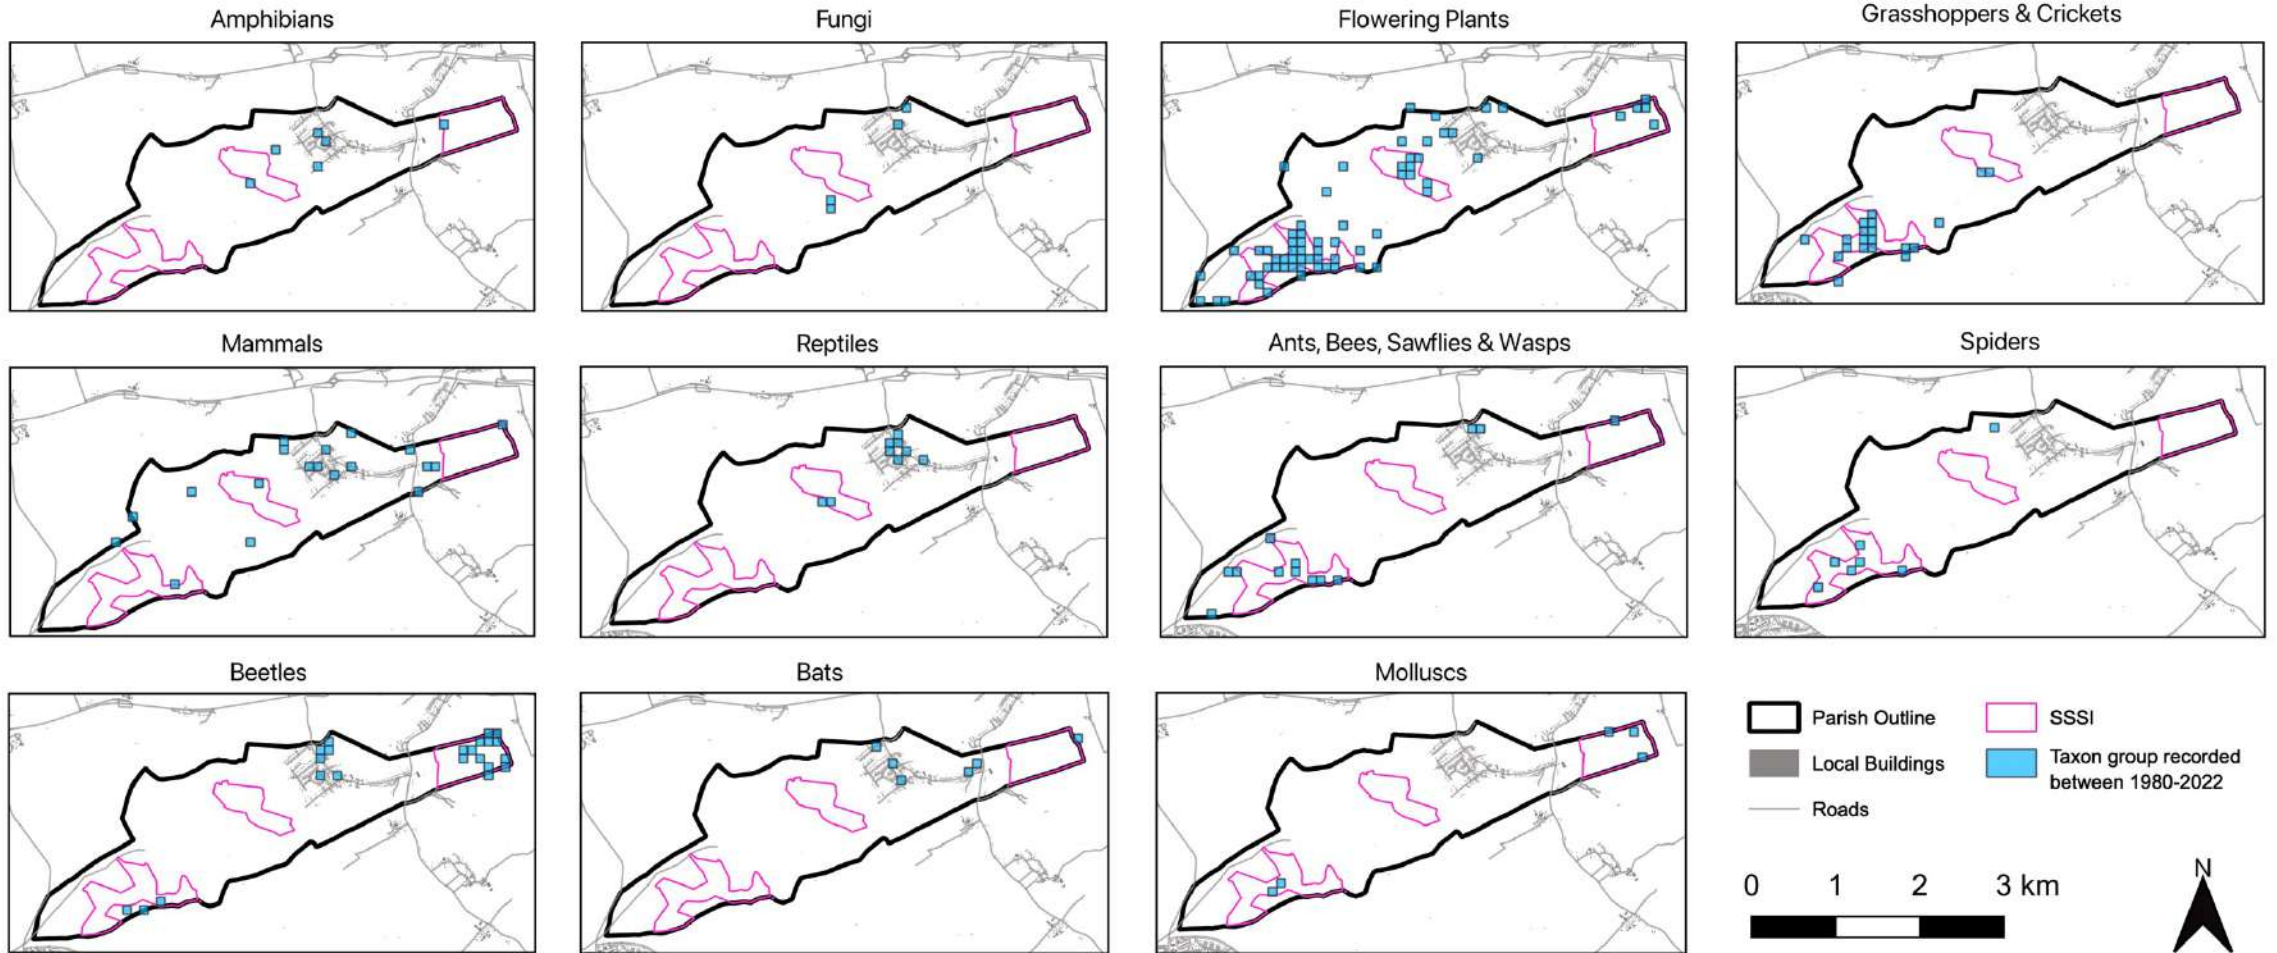 Amphibians
Fungi
Flowering Plants
Grasshoppers & Crickets
Mammals
Reptiles
Ants, Bees, Sawflies & Wasps
Spiders
Beetles
Bats
Molluscs
Parish Outline
SSSI
Local Buildings
Taxon group recorded
between 1980-2022
Roads
0 1 2 3 km
N